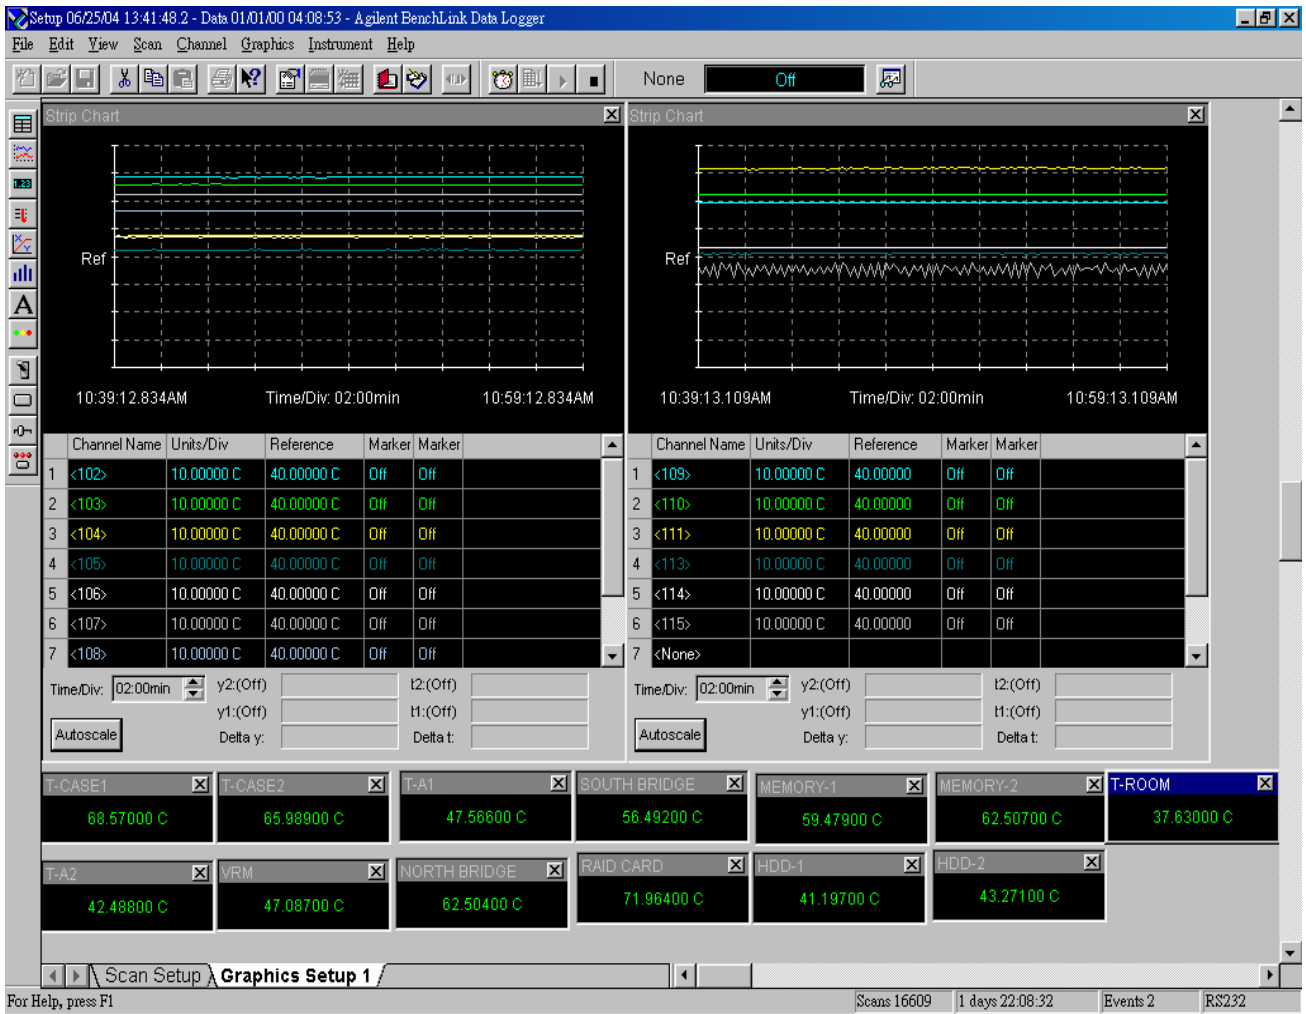 Setup 06/25/04 13:41:48.2 - Data 01/01/00 04:08:53 - Agilent BenchLink Data Logger
File Edit View Scan Channel Graphics Instrument Help
None Off
1.23
A
Strip Chart
Ref
10:39:12.834AM Time/Div: 02:00min 10:59:12.834AM
Channel Name Units/Div Reference Marker Marker
1 <102> 10.00000 C 40.00000 C Off Off
2 <103> 10.00000 C 40.00000 C Off Off
3 <104> 10.00000 C 40.00000 C Off Off
4 <105> 10.00000 C 40.00000 C Off Off
5 <106> 10.00000 C 40.00000 C Off Off
6 <107> 10.00000 C 40.00000 C Off Off
7 <108> 10.00000 C 40.00000 C Off Off
Time/Div: 02:00min y2:(Off) t2:(Off)
y1:(Off) t1:(Off)
Autoscale Delta y: Delta t:
Strip Chart
Ref
10:39:13.109AM Time/Div: 02:00min 10:59:13.109AM
Channel Name Units/Div Reference Marker Marker
1 <109> 10.00000 C 40.00000 Off Off
2 <110> 10.00000 C 40.00000 Off Off
3 <111> 10.00000 C 40.00000 Off Off
4 <113> 10.00000 C 40.00000 Off Off
5 <114> 10.00000 C 40.00000 Off Off
6 <115> 10.00000 C 40.00000 Off Off
7 <None>
Time/Div: 02:00min y2:(Off) t2:(Off)
y1:(Off) t1:(Off)
Autoscale Delta y: Delta t:
T-CASE1 T-CASE2 T-A1 SOUTH BRIDGE MEMORY-1 MEMORY-2 T-ROOM
68.57000 C 65.98900 C 47.56600 C 56.49200 C 59.47900 C 62.50700 C 37.63000 C
T-A2 VRM NORTH BRIDGE RAID CARD HDD-1 HDD-2
42.48800 C 47.08700 C 62.50400 C 71.96400 C 41.19700 C 43.27100 C
Scan Setup Graphics Setup 1
For Help, press F1 Scans 16609 1 days 22:08:32 Events 2 RS232